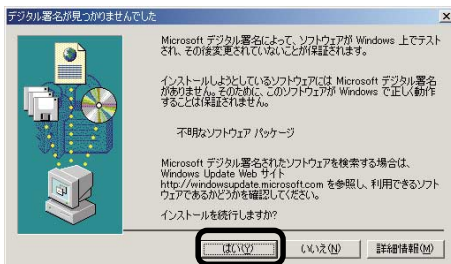 デジタル署名が見つかりませんでした
Microsoft デジタル署名によって、ソフトウェアが Windows 上でテスト
され、その後変更されていないことが保証されます。
インストールしようとしているソフトウェアには Microsoft デジタル署名
がありません。そのために、このソフトウェアが Windows で正しく動作
することは保証されません。
不明なソフトウェア パッケージ
Microsoft デジタル署名されたソフトウェアを検索する場合は、
Windows Update Web サイト
http://windowsupdate.microsoft.com を参照し、利用できるソフト
ウェアであるかどうかを確認してください。
インストールを続行しますか?
はい(Y) いいえ(N) 詳細情報(M)